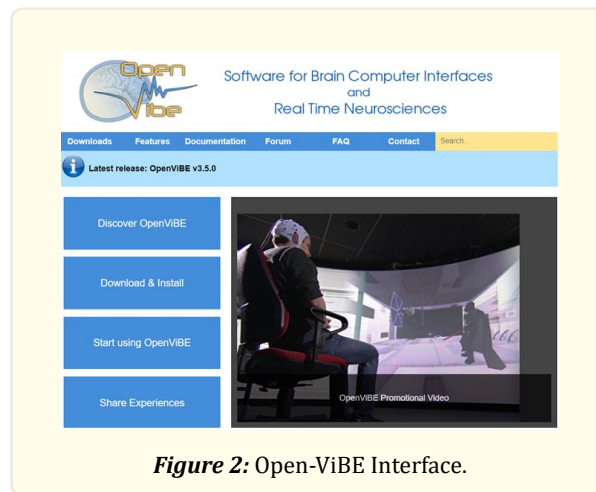 Open
Vibe
Software for Brain Computer Interfaces
and
Real Time Neurosciences
Downloads Features Documentation Forum FAQ Contact Search...
i Latest release: OpenViBE v3.5.0
Discover OpenViBE
Download & Install
Start using OpenViBE
Share Experiences
OpenViBE Promotional Video
Figure 2: Open-ViBE Interface.